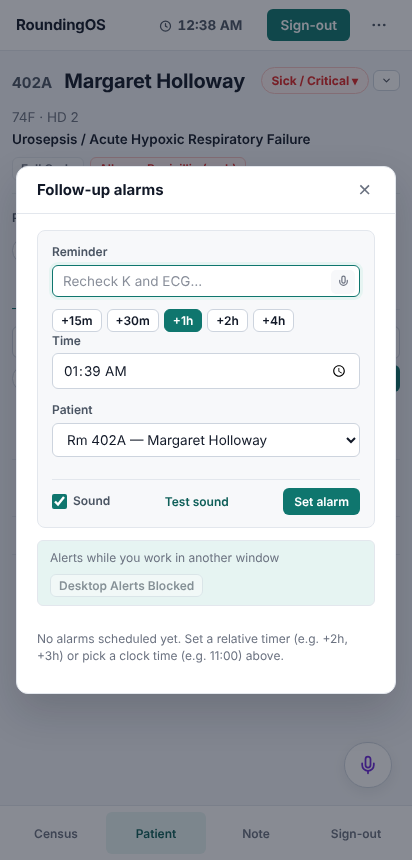 RoundingOS
12:38 AM
Sign-out
402A Margaret Holloway
Sick / Critical ▾
74F · HD 2
Urosepsis / Acute Hypoxic Respiratory Failure
Follow-up alarms
Reminder
Recheck K and ECG...
+15m +30m +1h +2h +4h
Time
01:39 AM
Patient
Rm 402A — Margaret Holloway
Sound
Test sound
Set alarm
Alerts while you work in another window
Desktop Alerts Blocked
No alarms scheduled yet. Set a relative timer (e.g. +2h,
+3h) or pick a clock time (e.g. 11:00) above.
Census Patient Note Sign-out